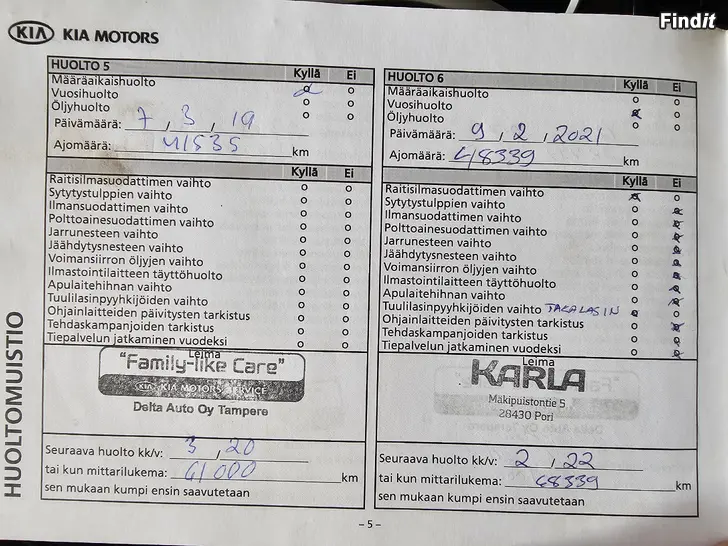 Findit
KIA KIA MOTORS
HUOLTO 5 Kyllä Ei
Määräaikaishuolto
Vuosihuolto
Öljyhuolto
Päivämäärä: 7, 3, 19
Ajomäärä: 41535 km
Kyllä Ei
Raitisilmasuodattimen vaihto
Sytytystulppien vaihto
Ilmansuodattimen vaihto
Polttoainesuodattimen vaihto
Jarrunesteen vaihto
Jäähdytysnesteen vaihto
Voimansiirron öljyjen vaihto
Ilmastointilaitteen täyttöhuolto
Apulaitehihnan vaihto
Tuulilasinpyyhkijöiden vaihto
Ohjainlaitteiden päivitysten tarkistus
Tehdaskampanjoiden tarkistus
Tiepalvelun jatkaminen vuodeksi
Leima
"Family-like Care"
KIA MOTORS SERVICE
Delta Auto Oy Tampere
Seuraava huolto kk/v: 3, 20
tai kun mittarilukema: 61000 km
sen mukaan kumpi ensin saavutetaan
HUOLTO 6 Kyllä Ei
Määräaikaishuolto
Vuosihuolto
Öljyhuolto
Päivämäärä: 9, 2, 2021
Ajomäärä: 48339 km
Kyllä Ei
Raitisilmasuodattimen vaihto
Sytytystulppien vaihto
Ilmansuodattimen vaihto
Polttoainesuodattimen vaihto
Jarrunesteen vaihto
Jäähdytysnesteen vaihto
Voimansiirron öljyjen vaihto
Ilmastointilaitteen täyttöhuolto
Apulaitehihnan vaihto
Tuulilasinpyyhkijöiden vaihto TAKALASIN
Ohjainlaitteiden päivitysten tarkistus
Tehdaskampanjoiden tarkistus
Tiepalvelun jatkaminen vuodeksi
Leima
KARLA
Mäkipuistontie 5
28430 Pori
Seuraava huolto kk/v: 2, 22
tai kun mittarilukema: 68339 km
sen mukaan kumpi ensin saavutetaan
HUOLTOMUISTIO
– 5 –